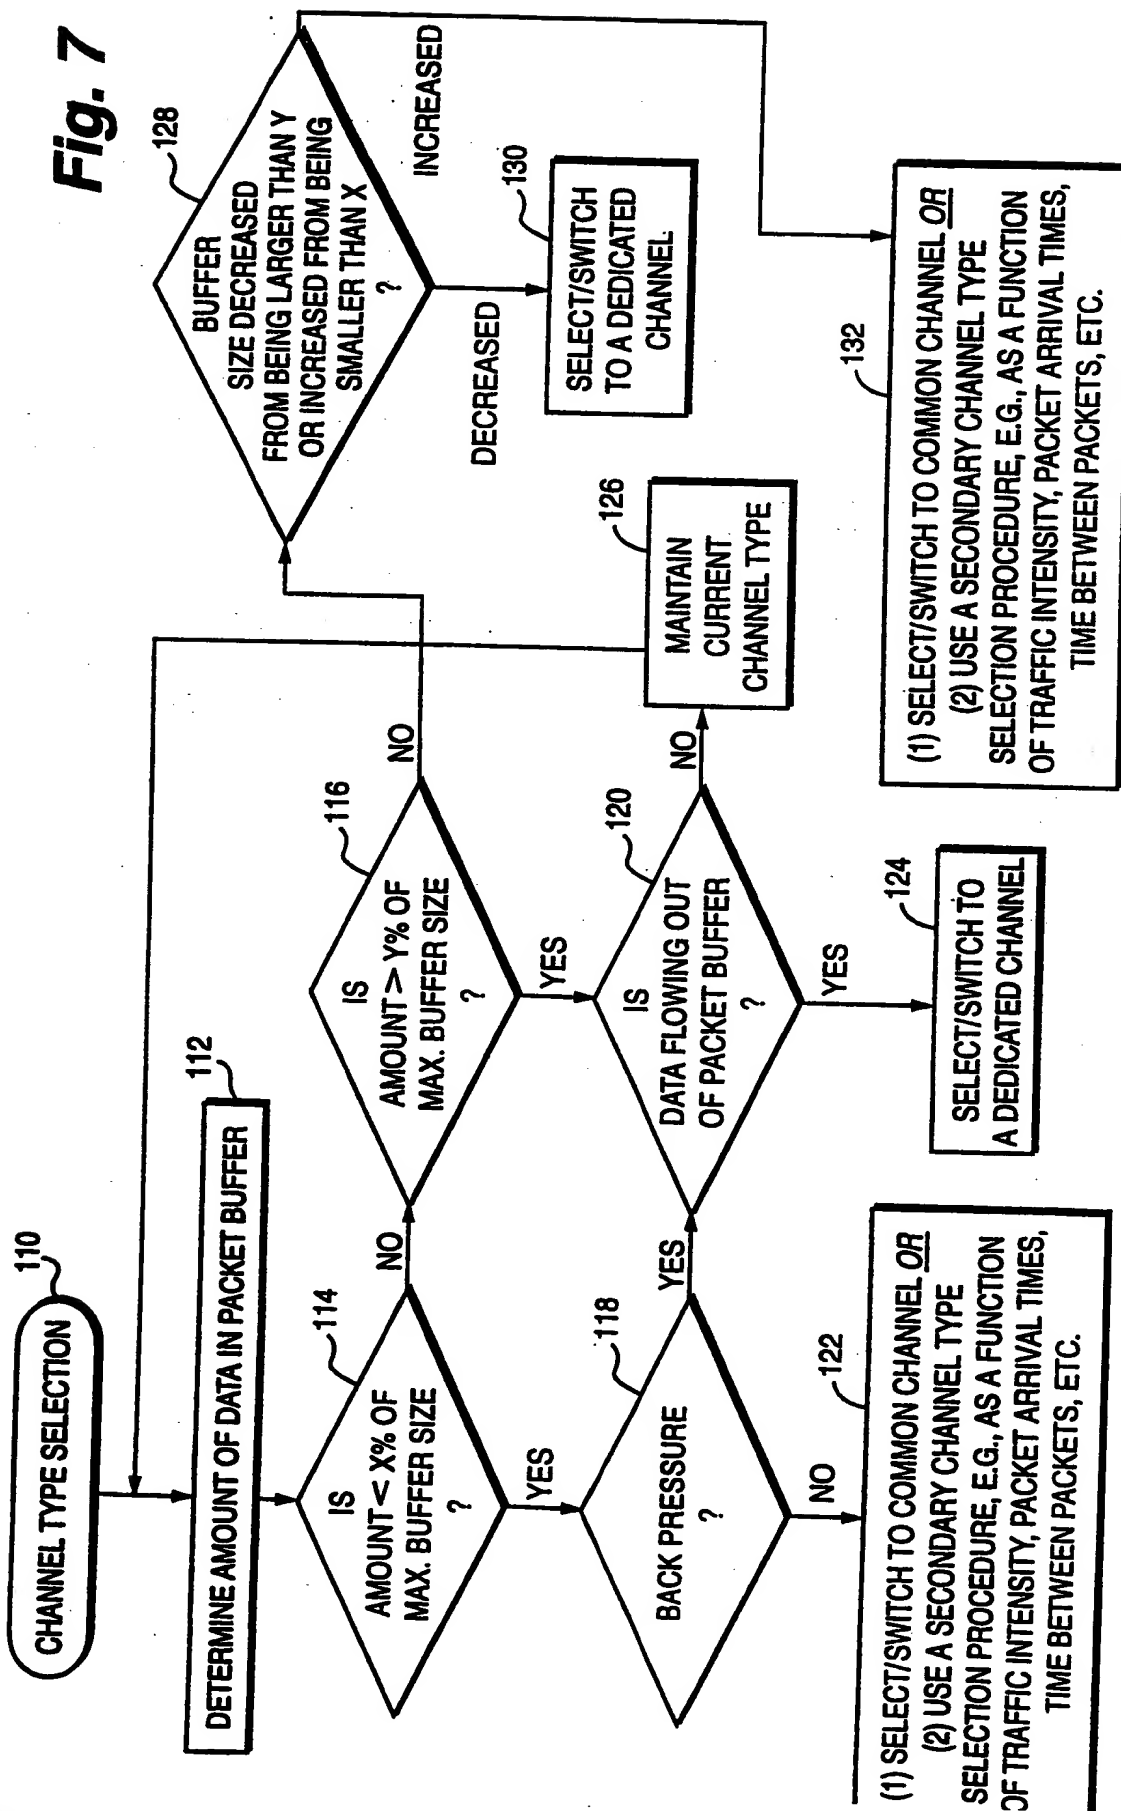 Fig. 7
CHANNEL TYPE SELECTION
110
DETERMINE AMOUNT OF DATA IN PACKET BUFFER
112
IS
AMOUNT < X% OF
MAX. BUFFER SIZE
?
114
NO
YES
IS
AMOUNT > Y% OF
MAX. BUFFER SIZE
?
116
NO
YES
BUFFER
SIZE DECREASED
FROM BEING LARGER THAN Y
OR INCREASED FROM BEING
SMALLER THAN X
?
128
INCREASED
DECREASED
SELECT/SWITCH
TO A DEDICATED
CHANNEL
130
BACK PRESSURE
?
118
YES
NO
IS
DATA FLOWING OUT
OF PACKET BUFFER
?
120
NO
YES
MAINTAIN
CURRENT
CHANNEL TYPE
126
(1) SELECT/SWITCH TO COMMON CHANNEL OR
(2) USE A SECONDARY CHANNEL TYPE
SELECTION PROCEDURE, E.G., AS A FUNCTION
OF TRAFFIC INTENSITY, PACKET ARRIVAL TIMES,
TIME BETWEEN PACKETS, ETC.
122
SELECT/SWITCH TO
A DEDICATED CHANNEL
124
(1) SELECT/SWITCH TO COMMON CHANNEL OR
(2) USE A SECONDARY CHANNEL TYPE
SELECTION PROCEDURE, E.G., AS A FUNCTION
OF TRAFFIC INTENSITY, PACKET ARRIVAL TIMES,
TIME BETWEEN PACKETS, ETC.
132